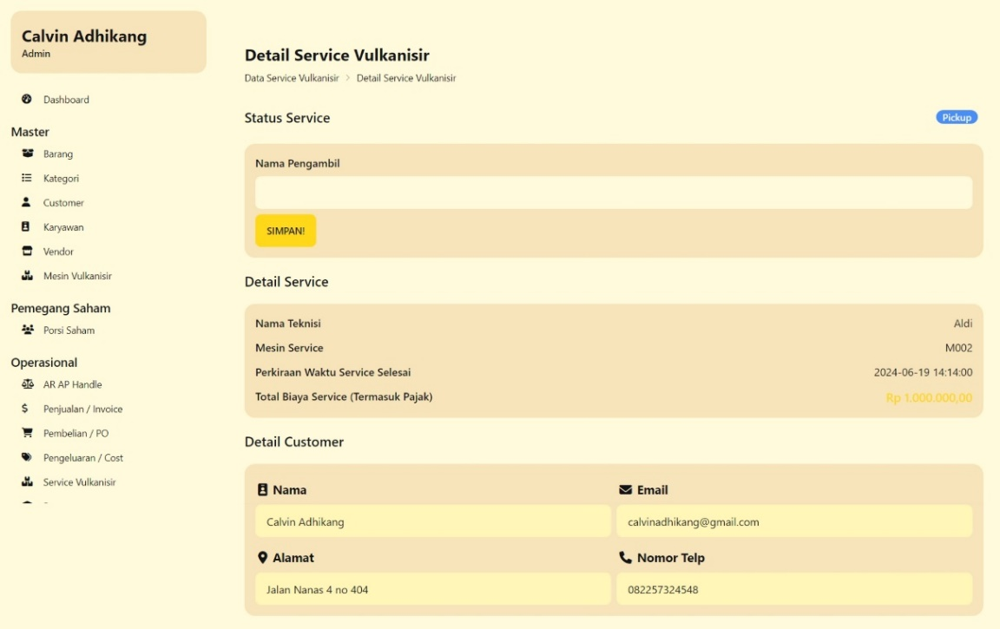 Calvin Adhikang
Admin
Dashboard
Master
Barang
Kategori
Customer
Karyawan
Vendor
Mesin Vulkanisir
Pemegang Saham
Porsi Saham
Operasional
AR AP Handle
Penjualan / Invoice
Pembelian / PO
Pengeluaran / Cost
Service Vulkanisir
Detail Service Vulkanisir
Data Service Vulkanisir > Detail Service Vulkanisir
Status Service Pickup
Nama Pengambil
SIMPAN!
Detail Service
Nama Teknisi Aldi
Mesin Service M002
Perkiraan Waktu Service Selesai 2024-06-19 14:14:00
Total Biaya Service (Termasuk Pajak) Rp 1.000.000,00
Detail Customer
Nama Email
Calvin Adhikang calvinadhikang@gmail.com
Alamat Nomor Telp
Jalan Nanas 4 no 404 082257324548